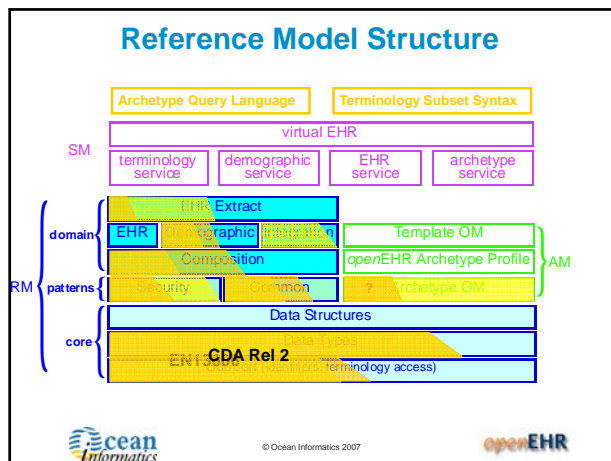 Reference Model Structure
Archetype Query Language
Terminology Subset Syntax
virtual EHR
SM
terminology service
demographic service
EHR service
archetype service
EHR Extract
domain
EHR
Template OM
Composition
openEHR Archetype Profile
RM
AM
patterns
Security
Common
?
Archetype OM
Data Structures
core
Data Types
CDA Rel 2
terminology access)
Ocean Informatics
© Ocean Informatics 2007
openEHR